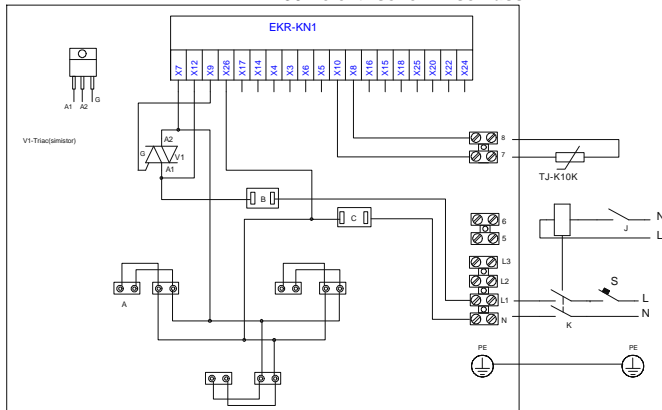 EKR-KN1
X7 X12 X9 X26 X17 X14 X4 X3 X6 X5 X10 X8 X16 X15 X18 X25 X20 X22 X24
A1 A2 G
V1-Triac(simistor)
A2
G V1
A1
8
7
TJ-K10K
B
C
6
5
N
J
L
L3
L2
L1
S
L
N
N
K
A
PE
PE